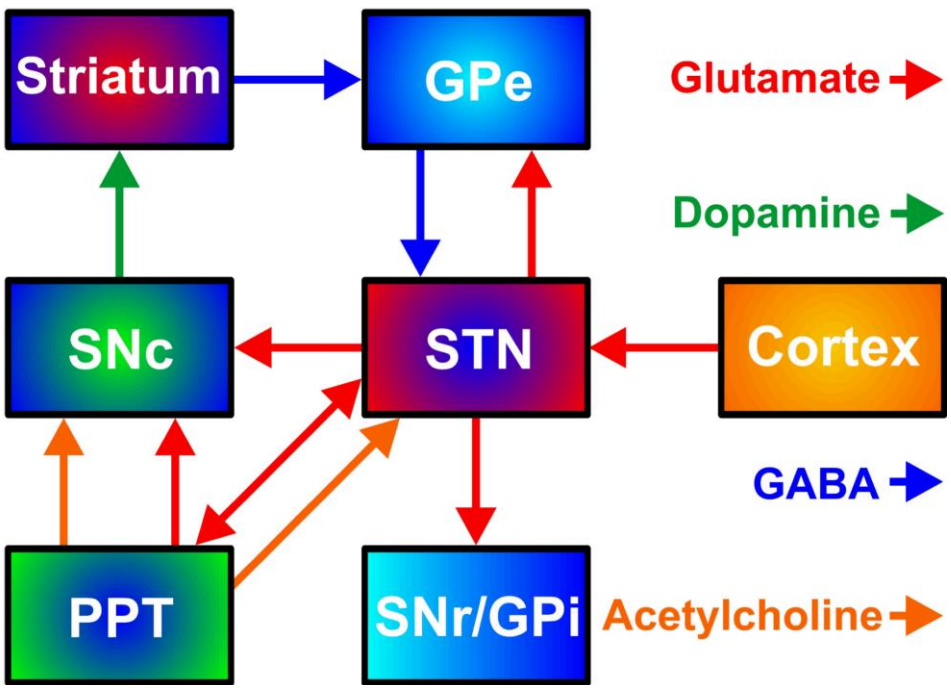 Striatum
GPe
Glutamate
Dopamine
SNc
STN
Cortex
GABA
PPT
SNr/GPi
Acetylcholine